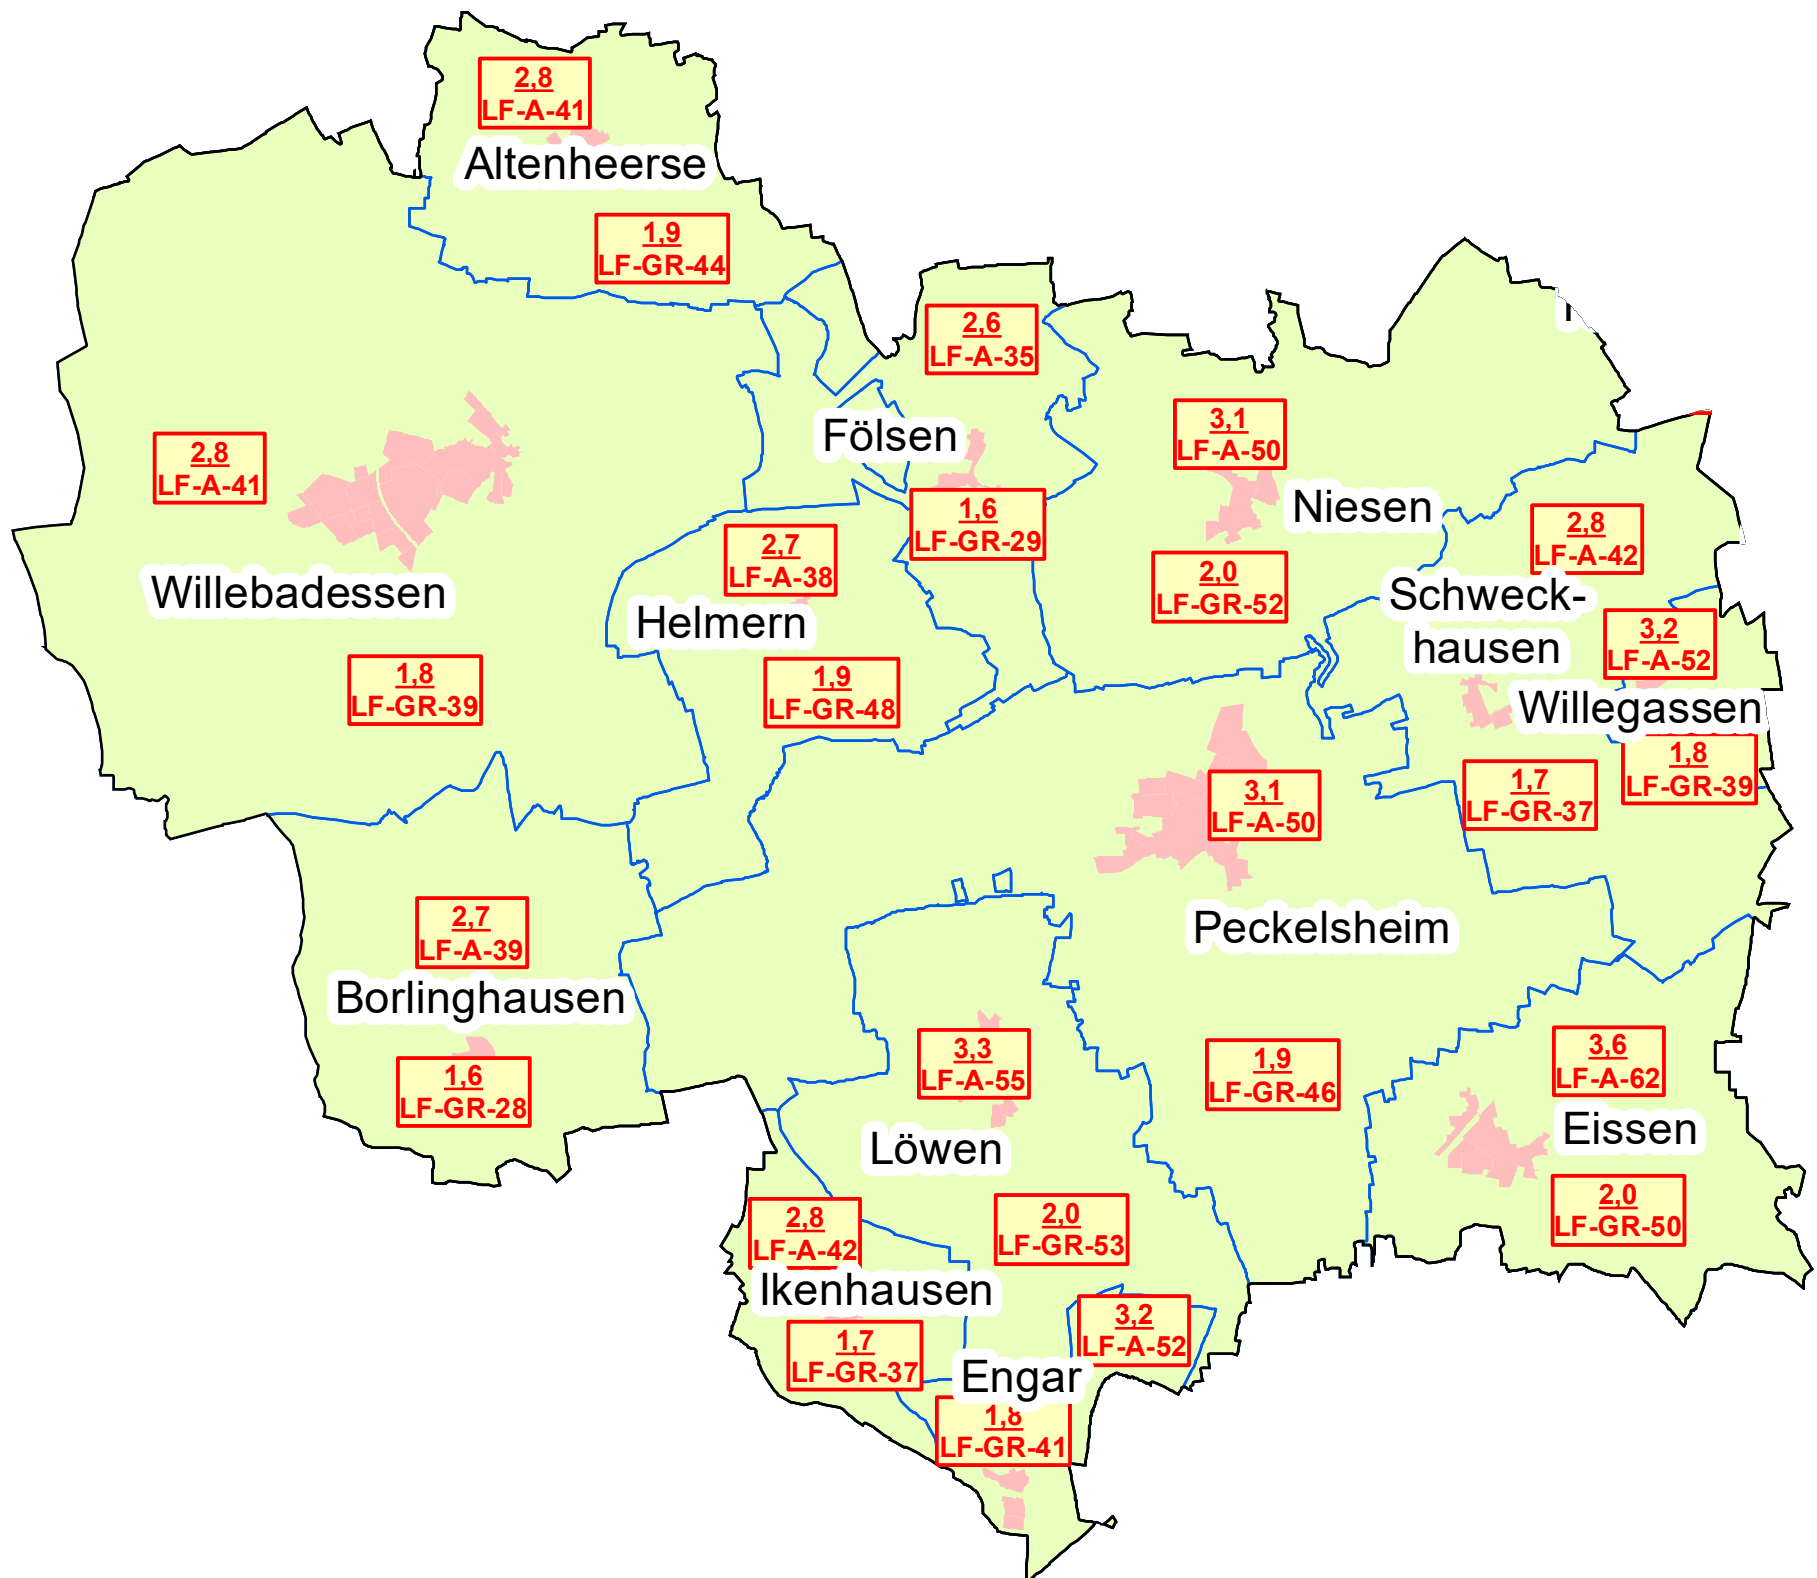 2,8
LF-A-41
Altenheerse
1,9
LF-GR-44
2,6
LF-A-35
Fölsen
1,6
LF-GR-29
3,1
LF-A-50
Niesen
2,0
LF-GR-52
2,8
LF-A-41
Willebadessen
1,8
LF-GR-39
2,7
LF-A-38
Helmern
1,9
LF-GR-48
2,8
LF-A-42
Schweck-
hausen
1,7
LF-GR-37
3,2
LF-A-52
Willegassen
1,8
LF-GR-39
3,1
LF-A-50
Peckelsheim
1,9
LF-GR-46
2,7
LF-A-39
Borlinghausen
1,6
LF-GR-28
3,3
LF-A-55
Löwen
2,0
LF-GR-53
3,6
LF-A-62
Eissen
2,0
LF-GR-50
2,8
LF-A-42
Ikenhausen
1,7
LF-GR-37
3,2
LF-A-52
Engar
1,8
LF-GR-41